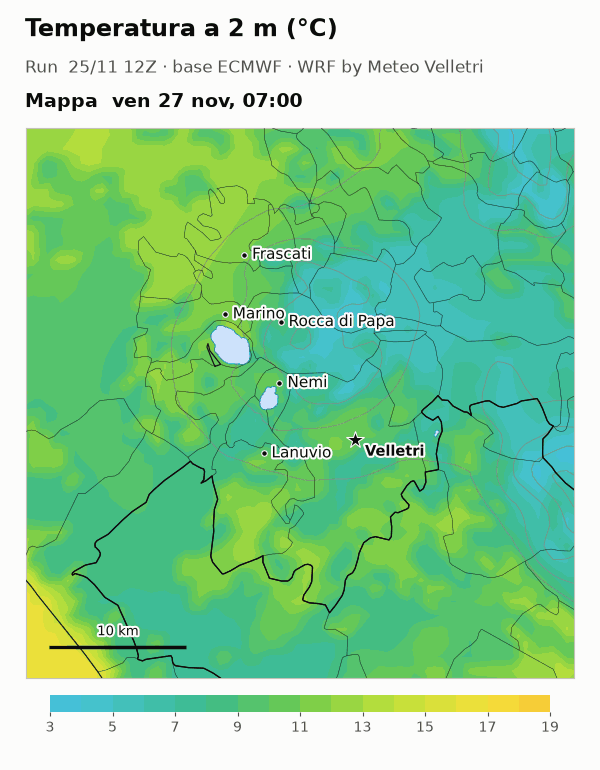 Temperatura a 2 m (°C)
Run  25/11 12Z · base ECMWF · WRF by Meteo Velletri
Mappa  ven 27 nov, 07:00
Frascati
Marino
Rocca di Papa
Nemi
Velletri
Lanuvio
10 km
3 5 7 9 11 13 15 17 19